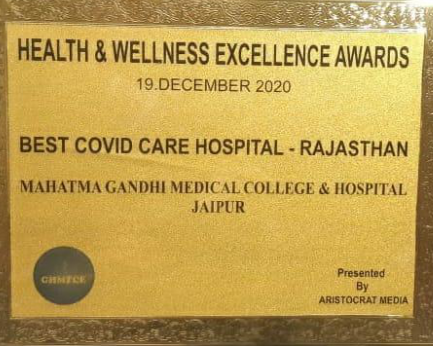 HEALTH & WELLNESS EXCELLENCE AWARDS
19.DECEMBER 2020
BEST COVID CARE HOSPITAL - RAJASTHAN
MAHATMA GANDHI MEDICAL COLLEGE & HOSPITAL
JAIPUR
Presented
By
ARISTOCRAT MEDIA